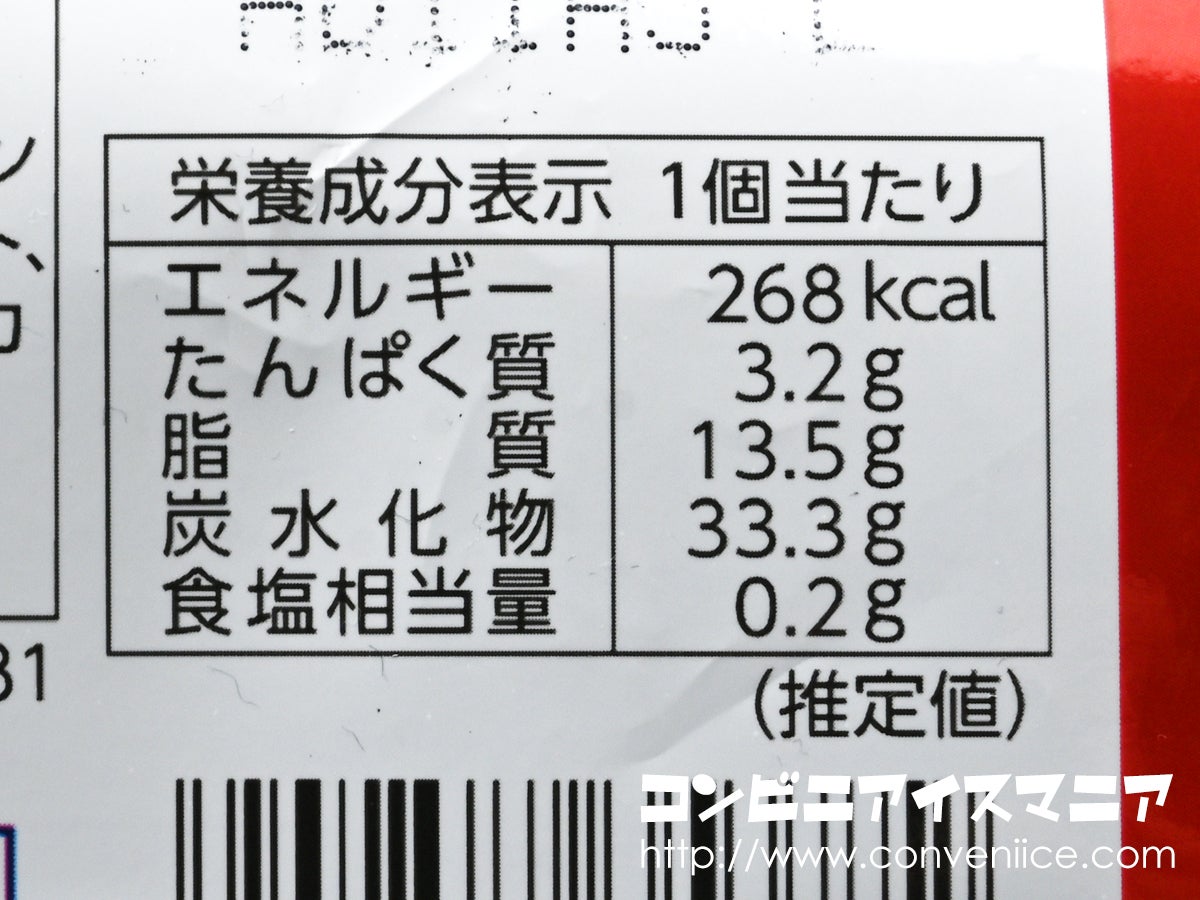 栄養成分表示 1個当たり
エネルギー 268kcal
たんぱく質 3.2g
脂質 13.5g
炭水化物 33.3g
食塩相当量 0.2g
(推定値)
コンビニアイスマニア
http://www.conveniice.com